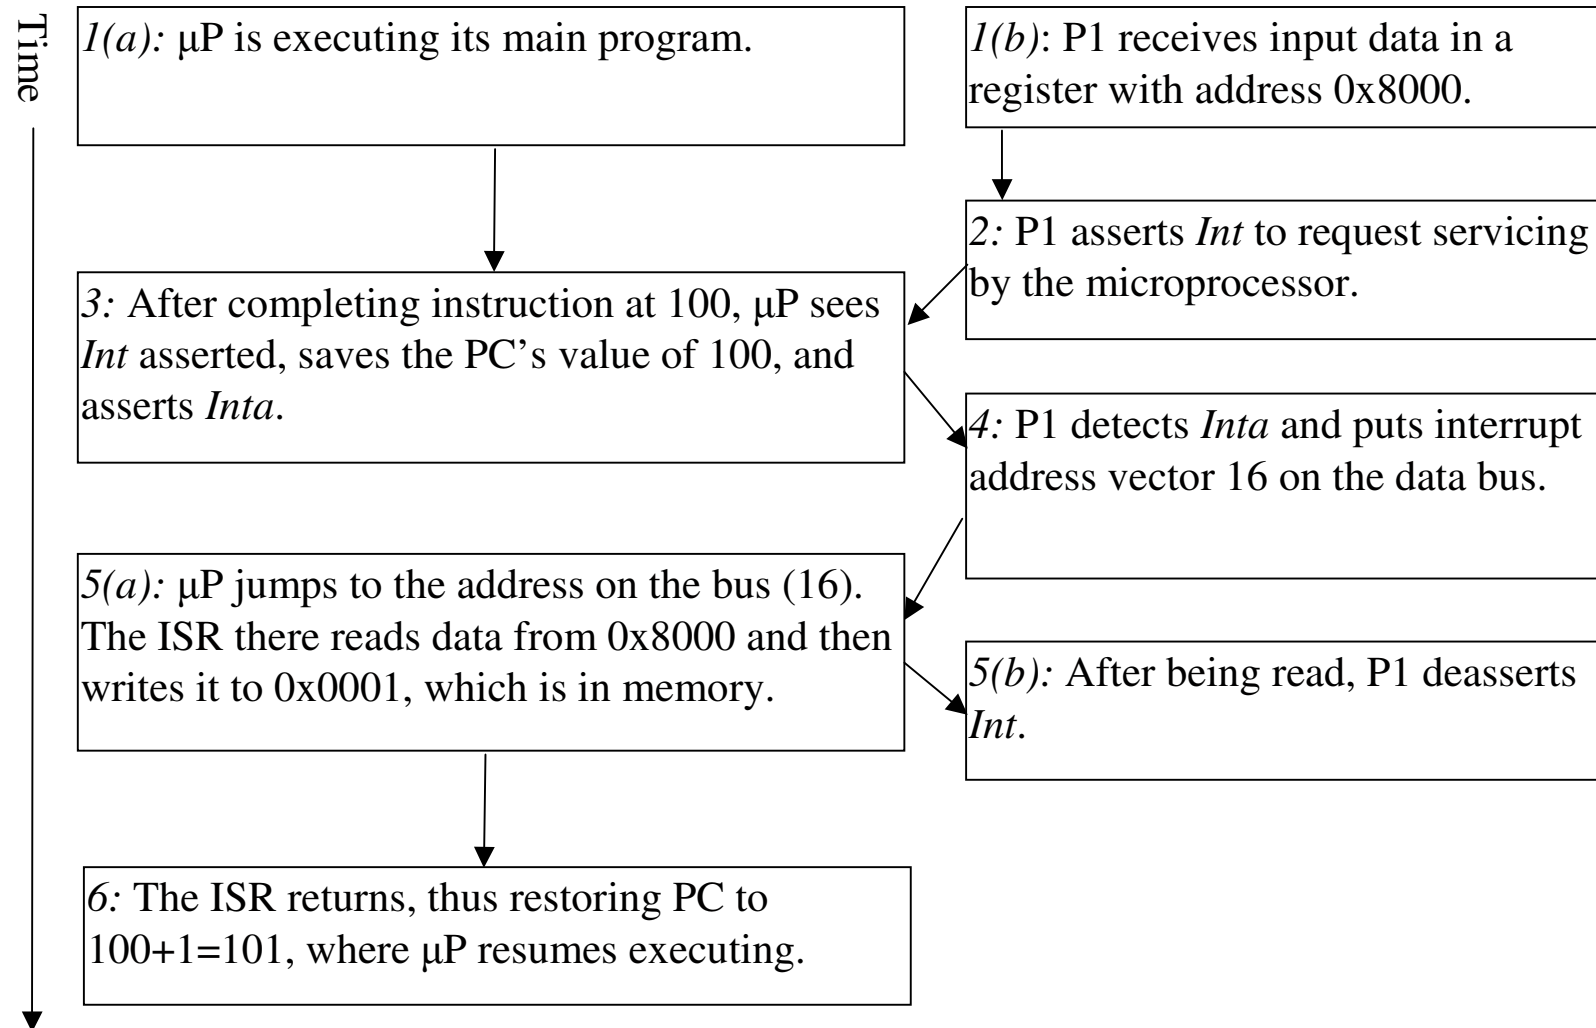 Time
1(a): μP is executing its main program.
1(b): P1 receives input data in a
register with address 0x8000.
2: P1 asserts Int to request servicing
by the microprocessor.
3: After completing instruction at 100, μP sees
Int asserted, saves the PC’s value of 100, and
asserts Inta.
4: P1 detects Inta and puts interrupt
address vector 16 on the data bus.
5(a): μP jumps to the address on the bus (16).
The ISR there reads data from 0x8000 and then
writes it to 0x0001, which is in memory.
5(b): After being read, P1 deasserts
Int.
6: The ISR returns, thus restoring PC to
100+1=101, where μP resumes executing.